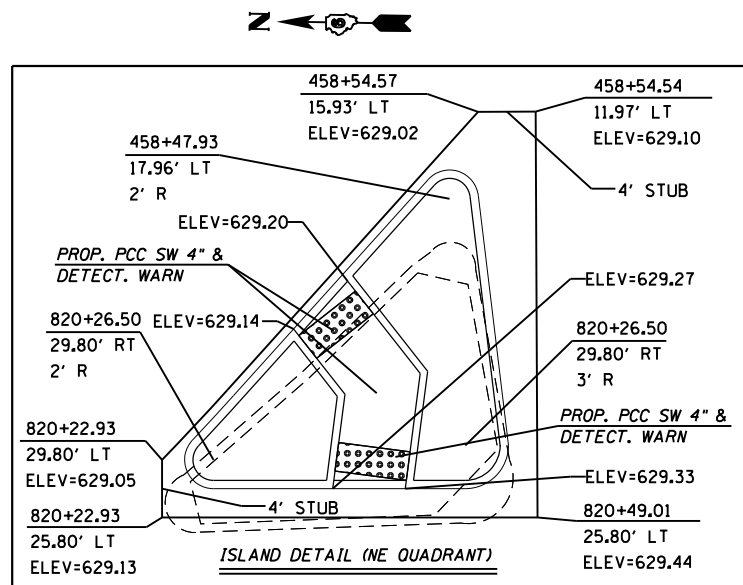 N
458+54.57
15.93' LT
ELEV=629.02
458+54.54
11.97' LT
ELEV=629.10
458+47.93
17.96' LT
2' R
4' STUB
ELEV=629.20
PROP. PCC SW 4" &
DETECT. WARN
ELEV=629.27
820+26.50
29.80' RT
2' R
ELEV=629.14
820+26.50
29.80' RT
3' R
PROP. PCC SW 4" &
DETECT. WARN
820+22.93
29.80' LT
ELEV=629.05
ELEV=629.33
4' STUB
820+22.93
25.80' LT
ELEV=629.13
820+49.01
25.80' LT
ELEV=629.44
ISLAND DETAIL (NE QUADRANT)